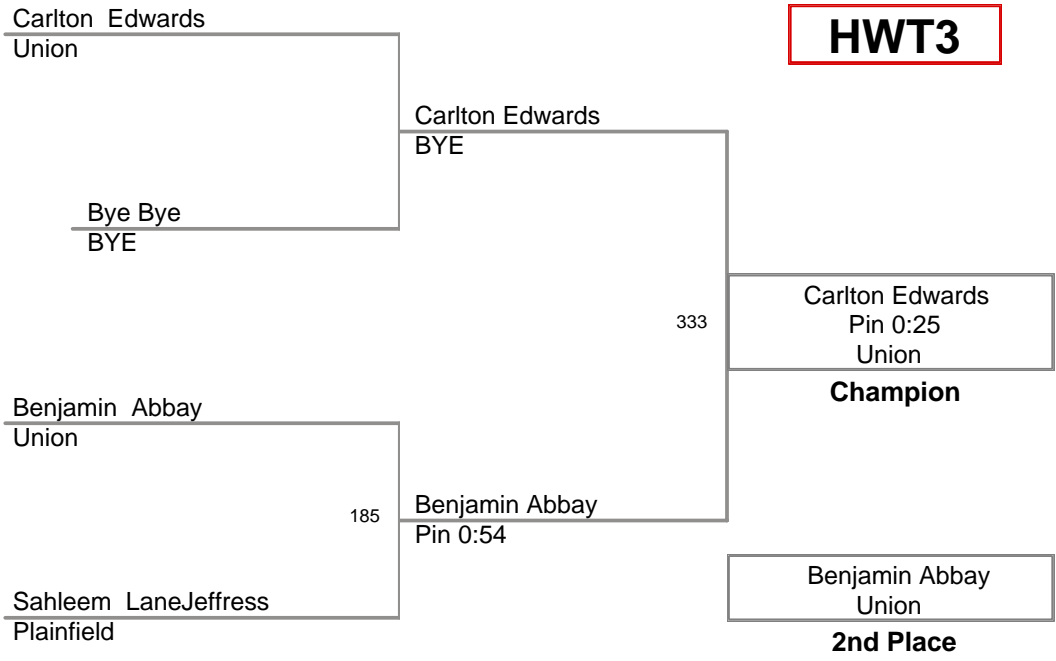 Carlton Edwards
Union
HWT3
Carlton Edwards
BYE
Bye Bye
BYE
333
Carlton Edwards
Pin 0:25
Union
Champion
Benjamin Abbay
Union
185
Benjamin Abbay
Pin 0:54
Sahleem LaneJeffress
Plainfield
Benjamin Abbay
Union
2nd Place